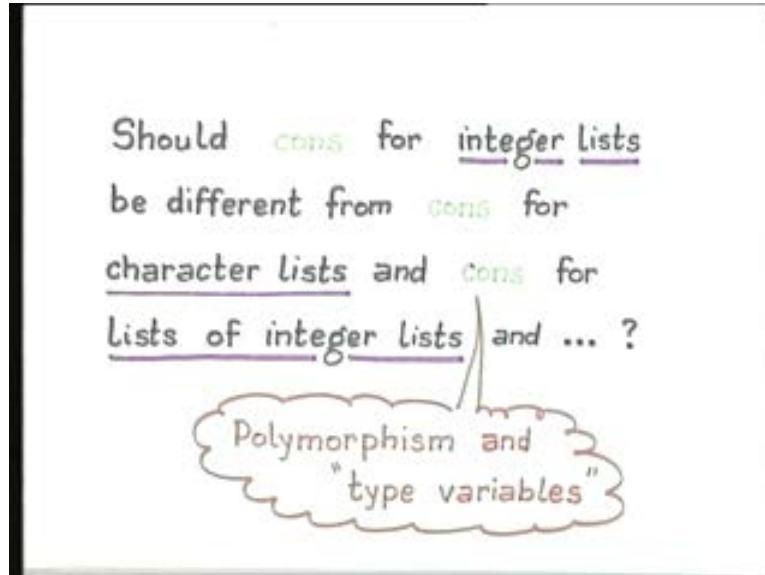 Should cons for integer lists
be different from cons for
character lists and cons for
Lists of integer lists and ... ?
Polymorphism and
"type variables"